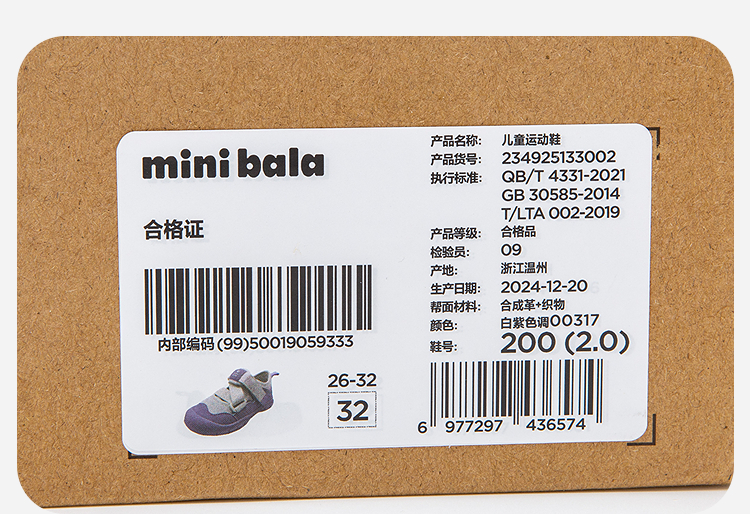 mini bala
合格证
内部编码(99)50019059333
26-32
32
产品名称: 儿童运动鞋
产品货号: 234925133002
执行标准: QB/T 4331-2021
GB 30585-2014
T/LTA 002-2019
产品等级: 合格品
检验员: 09
产地: 浙江温州
生产日期: 2024-12-20
帮面材料: 合成革+织物
颜色: 白紫色调00317
鞋号: 200 (2.0)
6 977297 436574